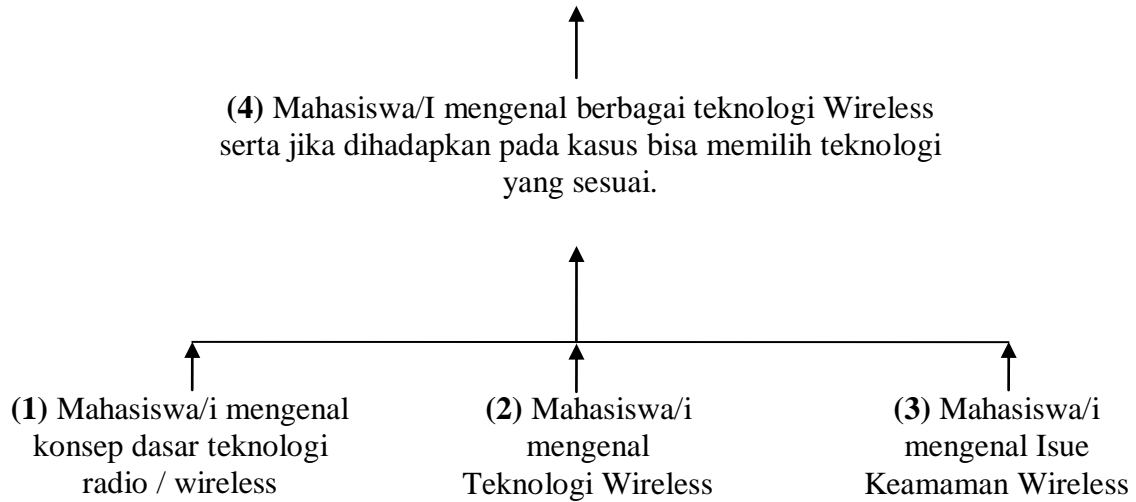 (4) Mahasiswa/I mengenal berbagai teknologi Wireless
serta jika dihadapkan pada kasus bisa memilih teknologi
yang sesuai.
(1) Mahasiswa/i mengenal
konsep dasar teknologi
radio / wireless
(2) Mahasiswa/i
mengenal
Teknologi Wireless
(3) Mahasiswa/i
mengenal Isue
Keamaman Wireless